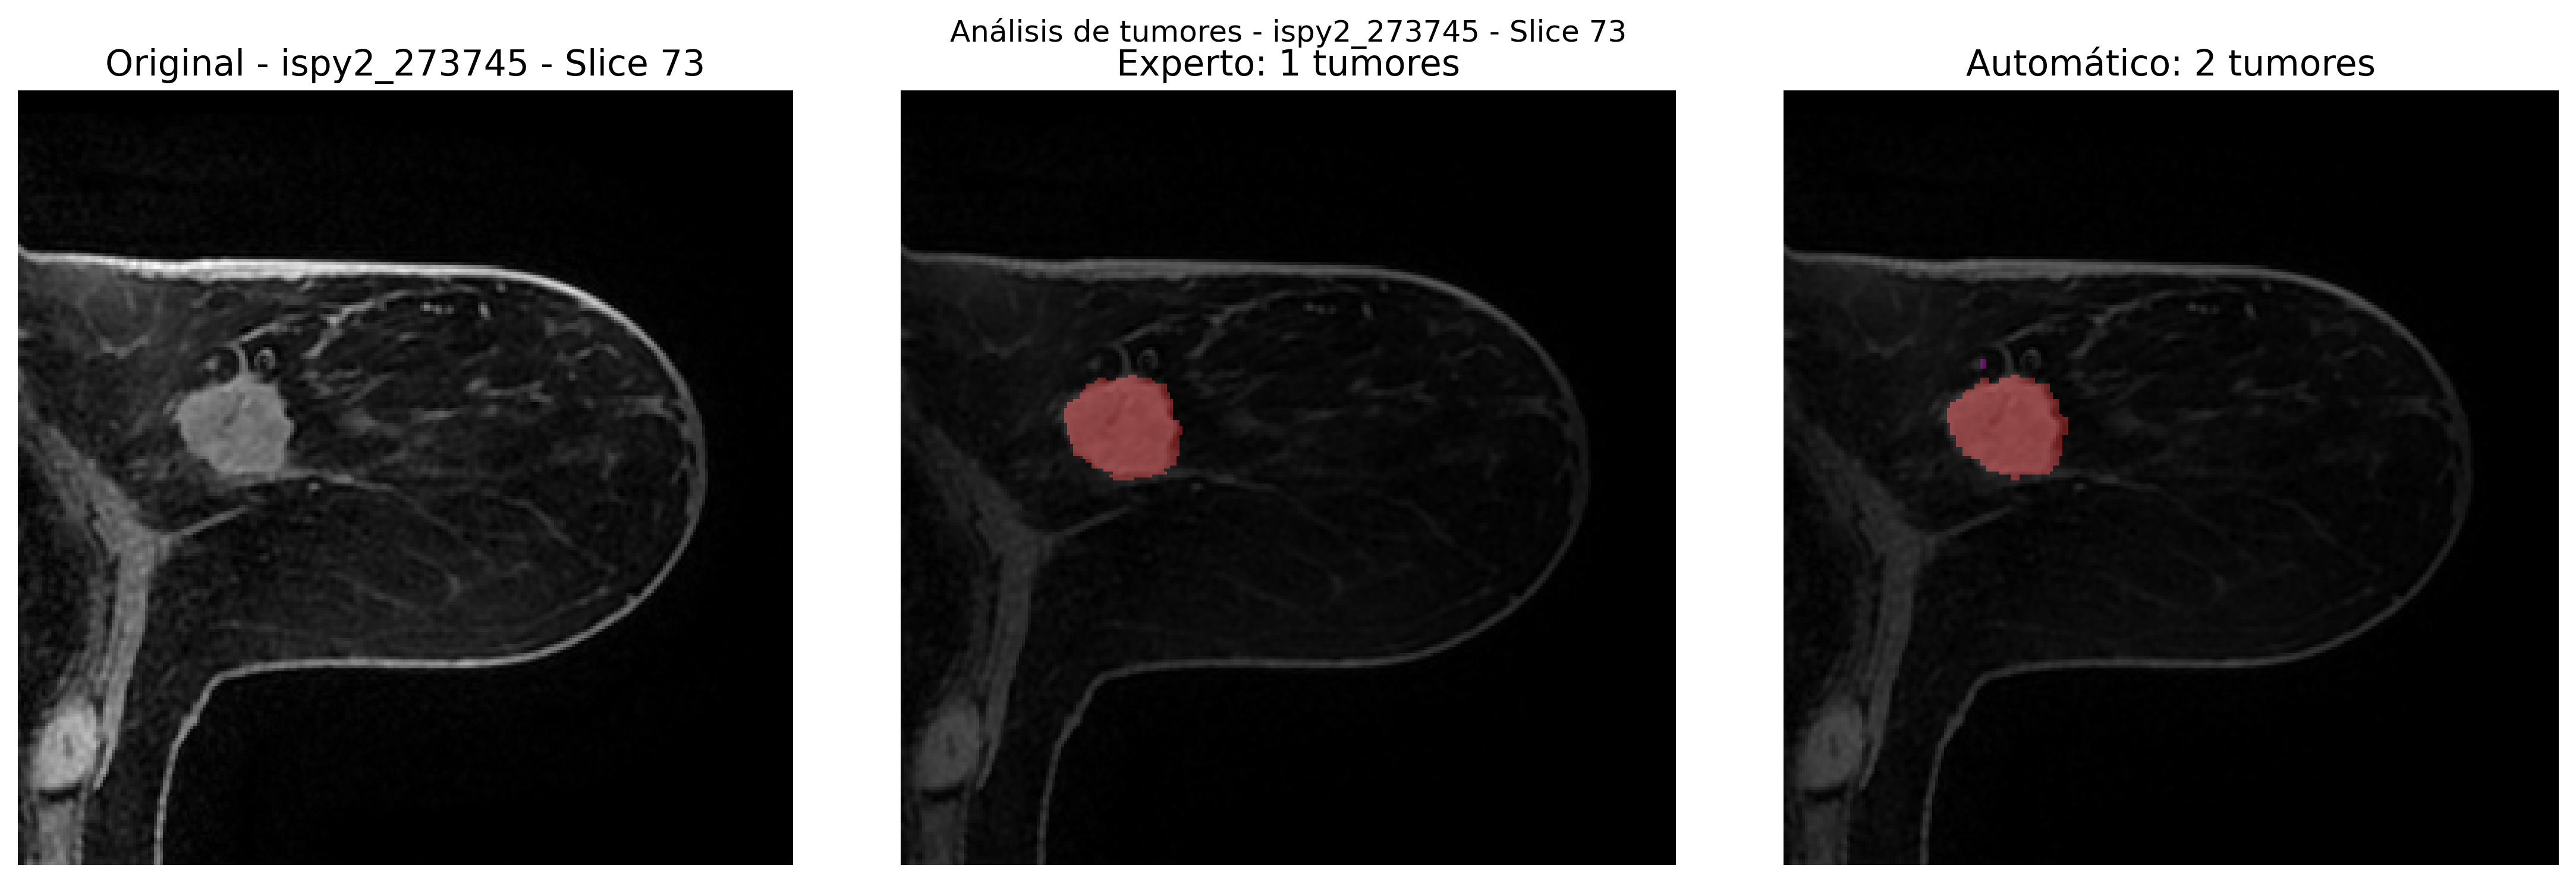 Análisis de tumores - ispy2_273745 - Slice 73
Original - ispy2_273745 - Slice 73
Experto: 1 tumores
Automático: 2 tumores